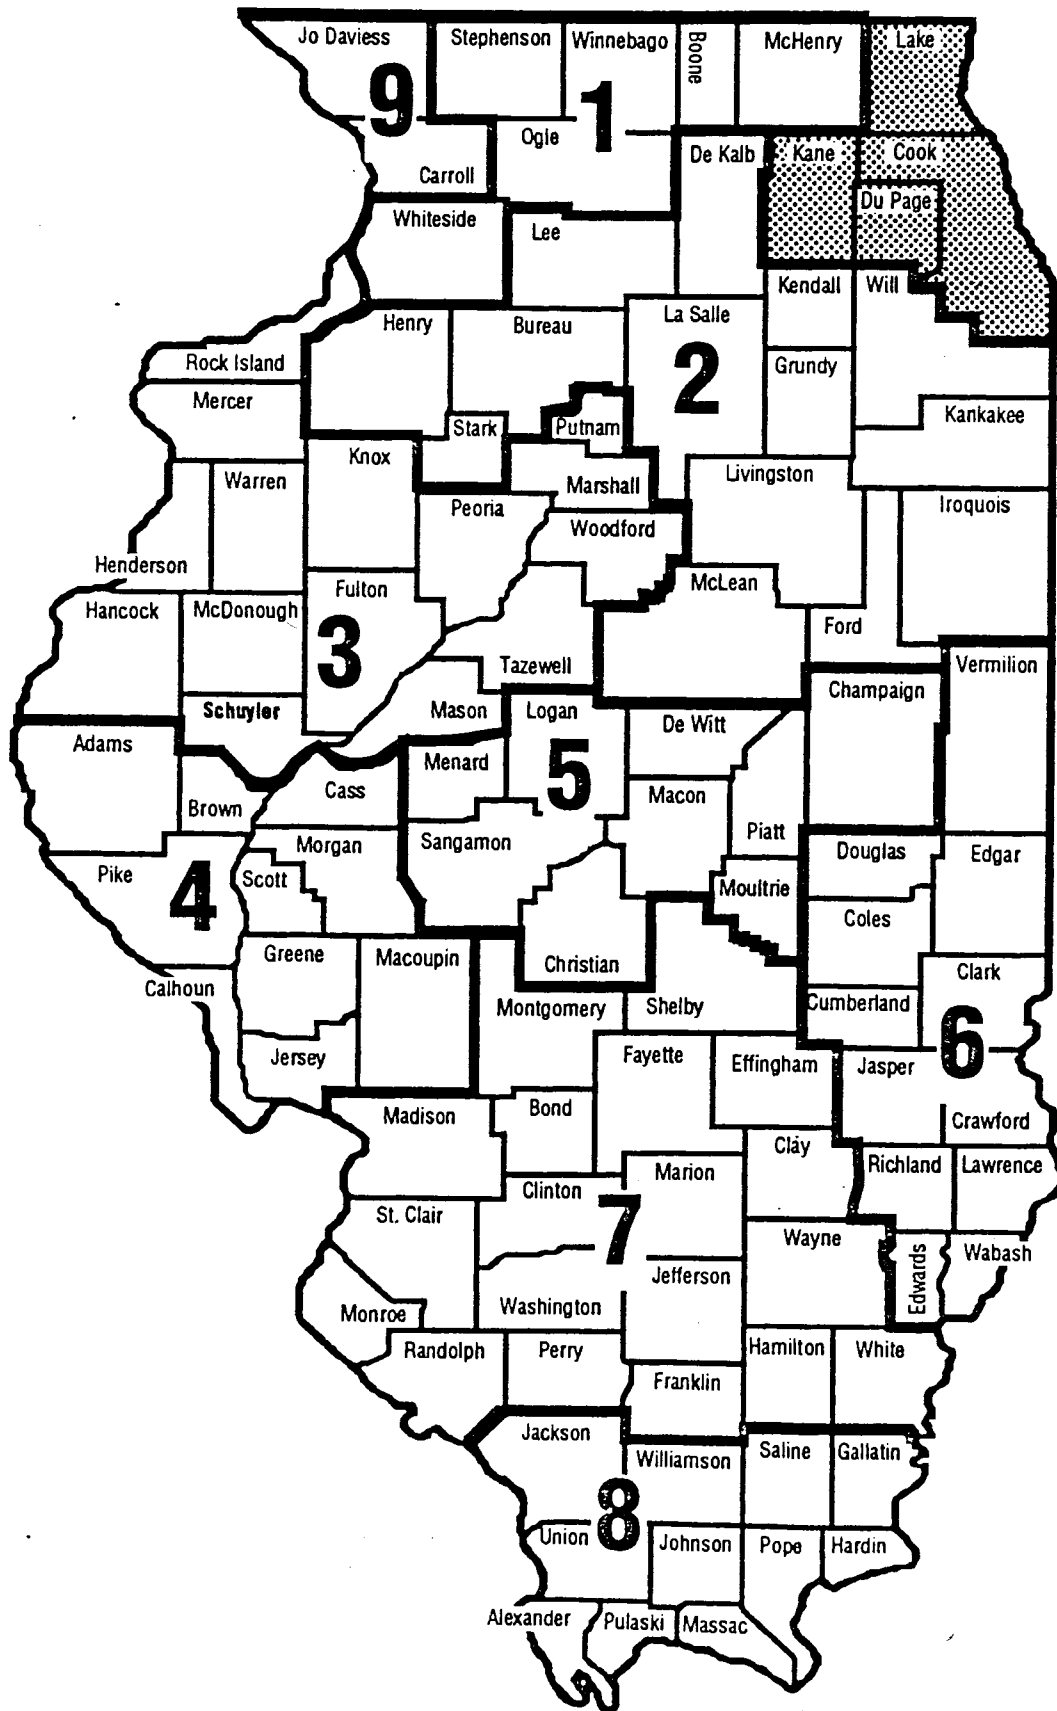 Jo Daviess
Stephenson
Winnebago
Boone
McHenry
Lake
9
1
Ogle
De Kalb
Kane
Cook
Carroll
Du Page
Whiteside
Lee
Kendall
Will
Henry
Bureau
La Salle
Rock Island
2
Grundy
Mercer
Stark
Putnam
Kankakee
Knox
Warren
Marshall
Livingston
Peoria
Woodford
Iroquois
Henderson
Fulton
McLean
Hancock
McDonough
Ford
3
Tazewell
Vermilion
Schuyler
Mason
Logan
Champaign
Adams
De Witt
Menard
5
Cass
Brown
Macon
Sangamon
Piatt
Morgan
Douglas
Edgar
Pike
4
Scott
Moultrie
Coles
Greene
Macoupin
Christian
Clark
Calhoun
Montgomery
Shelby
Cumberland
6
Jersey
Fayette
Effingham
Jasper
Madison
Bond
Crawford
Clay
Marion
Richland
Lawrence
Clinton
St. Clair
7
Wayne
Edwards
Wabash
Jefferson
Monroe
Washington
Randolph
Perry
Hamilton
White
Franklin
Jackson
Williamson
Saline
Gallatin
8
Union
Johnson
Pope
Hardin
Alexander
Pulaski
Massac